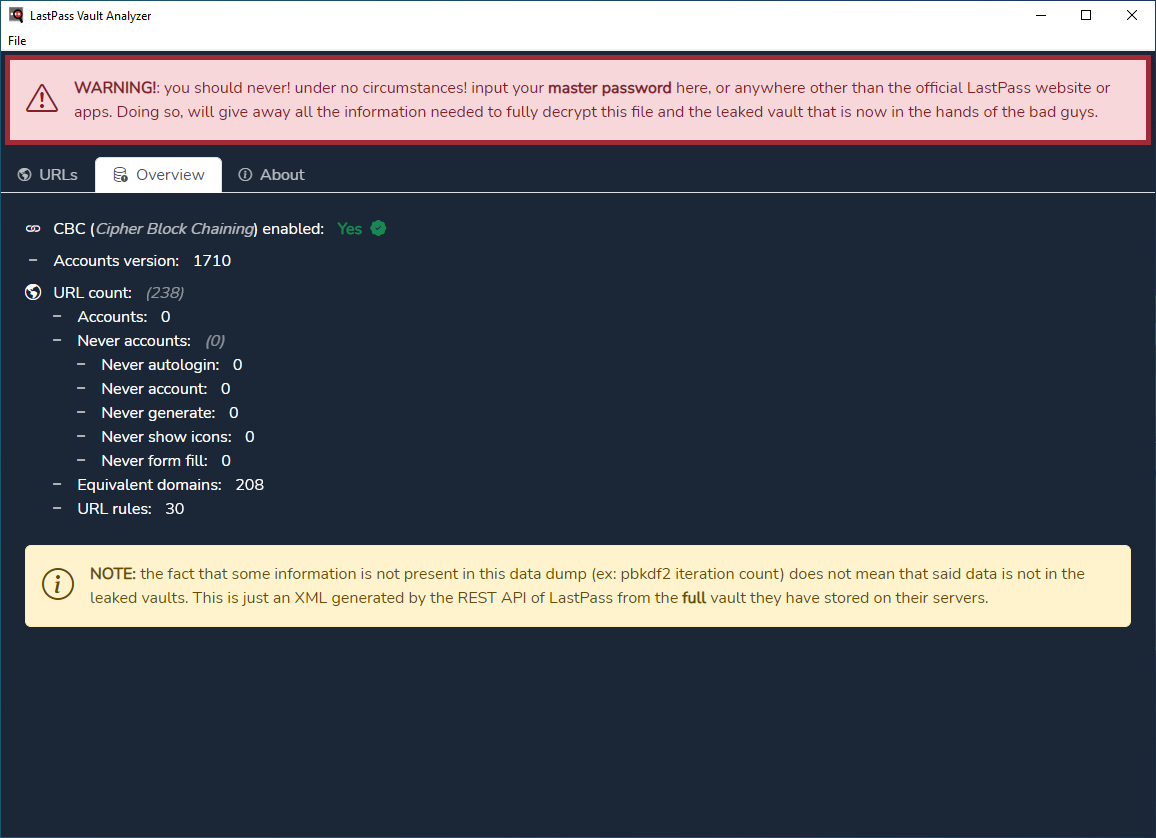 LastPass Vault Analyzer
File
WARNING!: you should never! under no circumstances! input your master password here, or anywhere other than the official LastPass website or
apps. Doing so, will give away all the information needed to fully decrypt this file and the leaked vault that is now in the hands of the bad guys.
URLs Overview About
CBC (Cipher Block Chaining) enabled: Yes
– Accounts version: 1710
URL count: (238)
– Accounts: 0
– Never accounts: (0)
– Never autologin: 0
– Never account: 0
– Never generate: 0
– Never show icons: 0
– Never form fill: 0
– Equivalent domains: 208
– URL rules: 30
NOTE: the fact that some information is not present in this data dump (ex: pbkdf2 iteration count) does not mean that said data is not in the
leaked vaults. This is just an XML generated by the REST API of LastPass from the full vault they have stored on their servers.